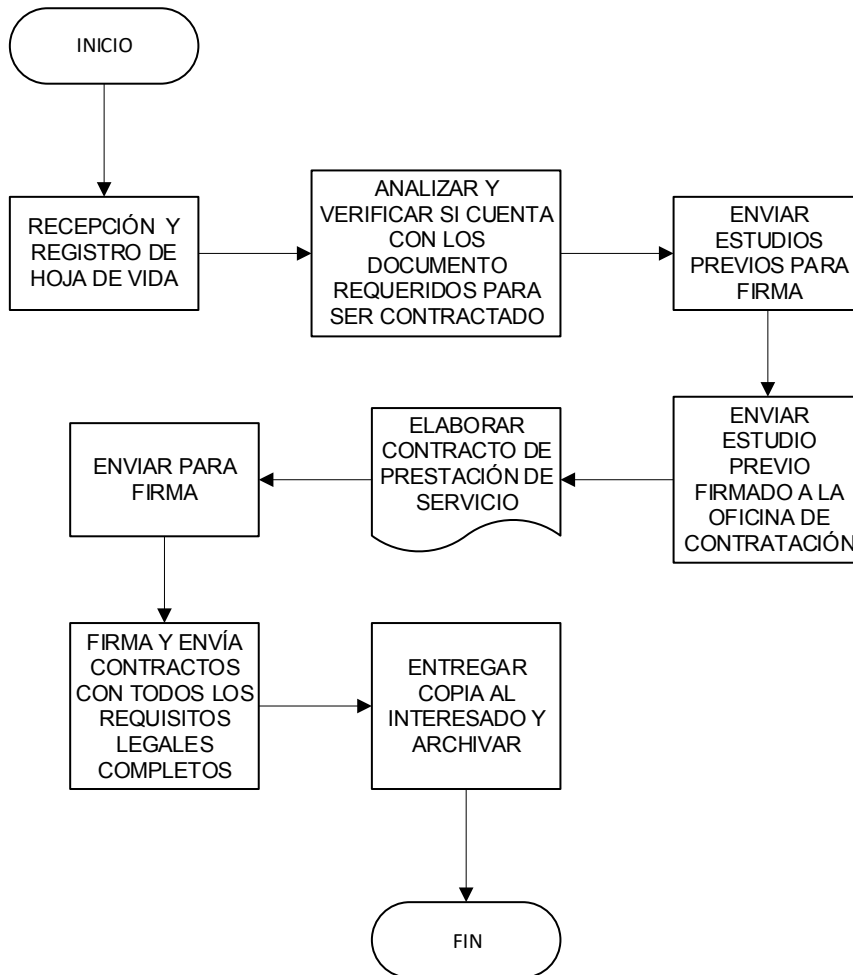 INICIO
RECEPCIÓN Y
REGISTRO DE
HOJA DE VIDA
ANALIZAR Y
VERIFICAR SI CUENTA
CON LOS
DOCUMENTO
REQUERIDOS PARA
SER CONTRACTADO
ENVIAR
ESTUDIOS
PREVIOS PARA
FIRMA
ENVIAR
ESTUDIO
PREVIO
FIRMADO A LA
OFICINA DE
CONTRATACIÓN
ELABORAR
CONTRACTO DE
PRESTACIÓN DE
SERVICIO
ENVIAR PARA
FIRMA
FIRMA Y ENVÍA
CONTRACTOS
CON TODOS LOS
REQUISITOS
LEGALES
COMPLETOS
ENTREGAR
COPIA AL
INTERESADO Y
ARCHIVAR
FIN